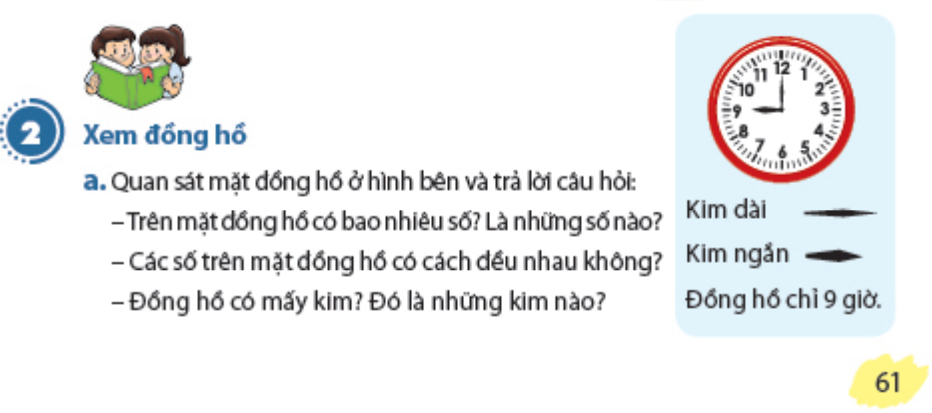 2
Xem đồng hồ
a. Quan sát mặt đồng hồ ở hình bên và trả lời câu hỏi:
– Trên mặt đồng hồ có bao nhiêu số? Là những số nào?
– Các số trên mặt đồng hồ có cách đều nhau không?
– Đồng hồ có mấy kim? Đó là những kim nào?
12
1
2
3
4
5
6
7
8
9
10
11
Kim dài
Kim ngắn
Đồng hồ chỉ 9 giờ.
61